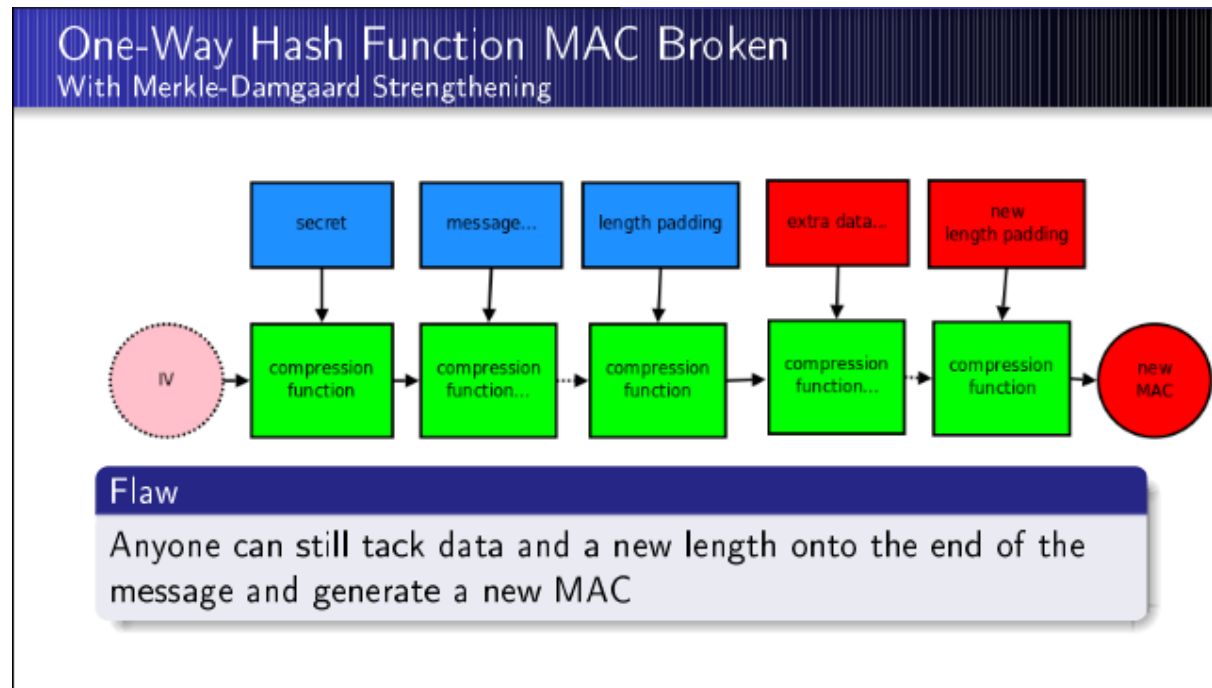 One-Way Hash Function MAC Broken
With Merkle-Damgaard Strengthening
secret
message...
length padding
extra data...
new
length padding
IV
compression
function
compression
function...
compression
function
compression
function...
compression
function
new
MAC
Flaw
Anyone can still tack data and a new length onto the end of the
message and generate a new MAC